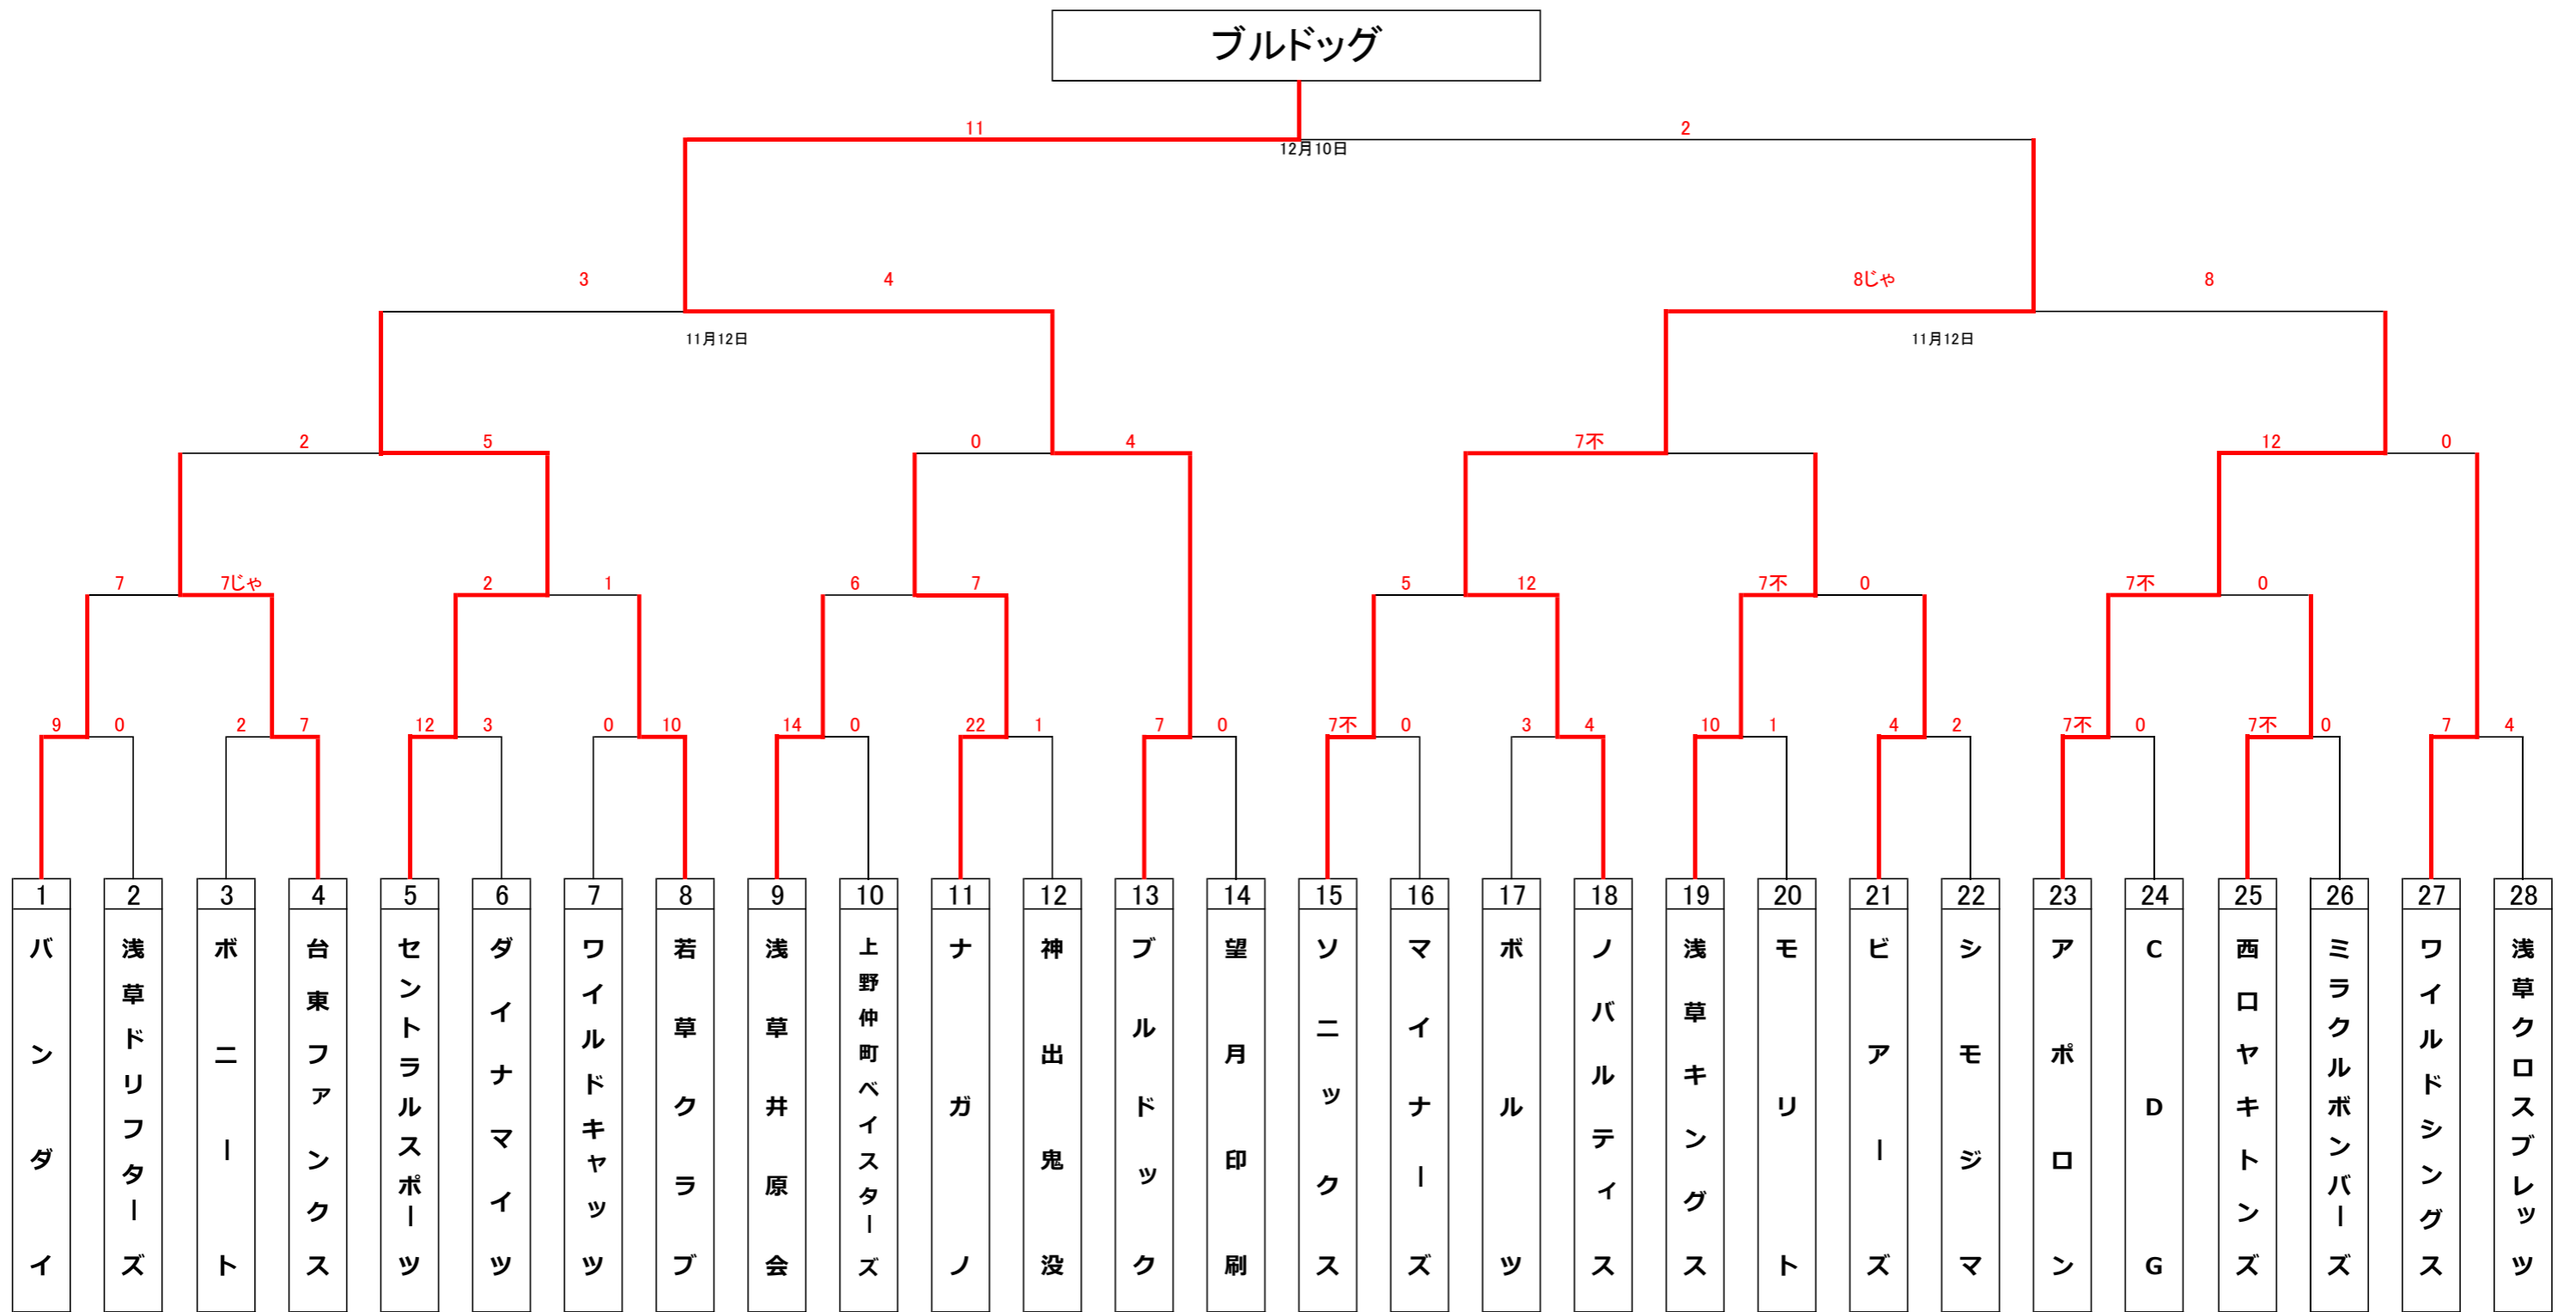 ブルドッグ
11
2
12月10日
3
4
8じゃ
8
11月12日
11月12日
2
5
0
4
7不
12
0
7
7じゃ
2
1
6
7
5
12
7不
0
7不
0
9
0
2
7
12
3
0
10
14
0
22
1
7
0
7不
0
3
4
10
1
4
2
7不
0
7不
0
7
4
1
バンダイ
2
浅草ドリフターズ
3
ボニート
4
台東ファンクス
5
セントラルスポーツ
6
ダイナマイツ
7
ワイルドキャッツ
8
若草クラブ
9
浅草井原会
10
上野仲町ベイスターズ
11
ナガノ
12
神出鬼没
13
ブルドック
14
望月印刷
15
ソニックス
16
マイナーズ
17
ボルツ
18
ノバルティス
19
浅草キングス
20
モリト
21
ビアーズ
22
シモジマ
23
アポロン
24
CDG
25
西ロヤキトンズ
26
ミラクルボンバーズ
27
ワイルドシングス
28
浅草クロスブレッツ